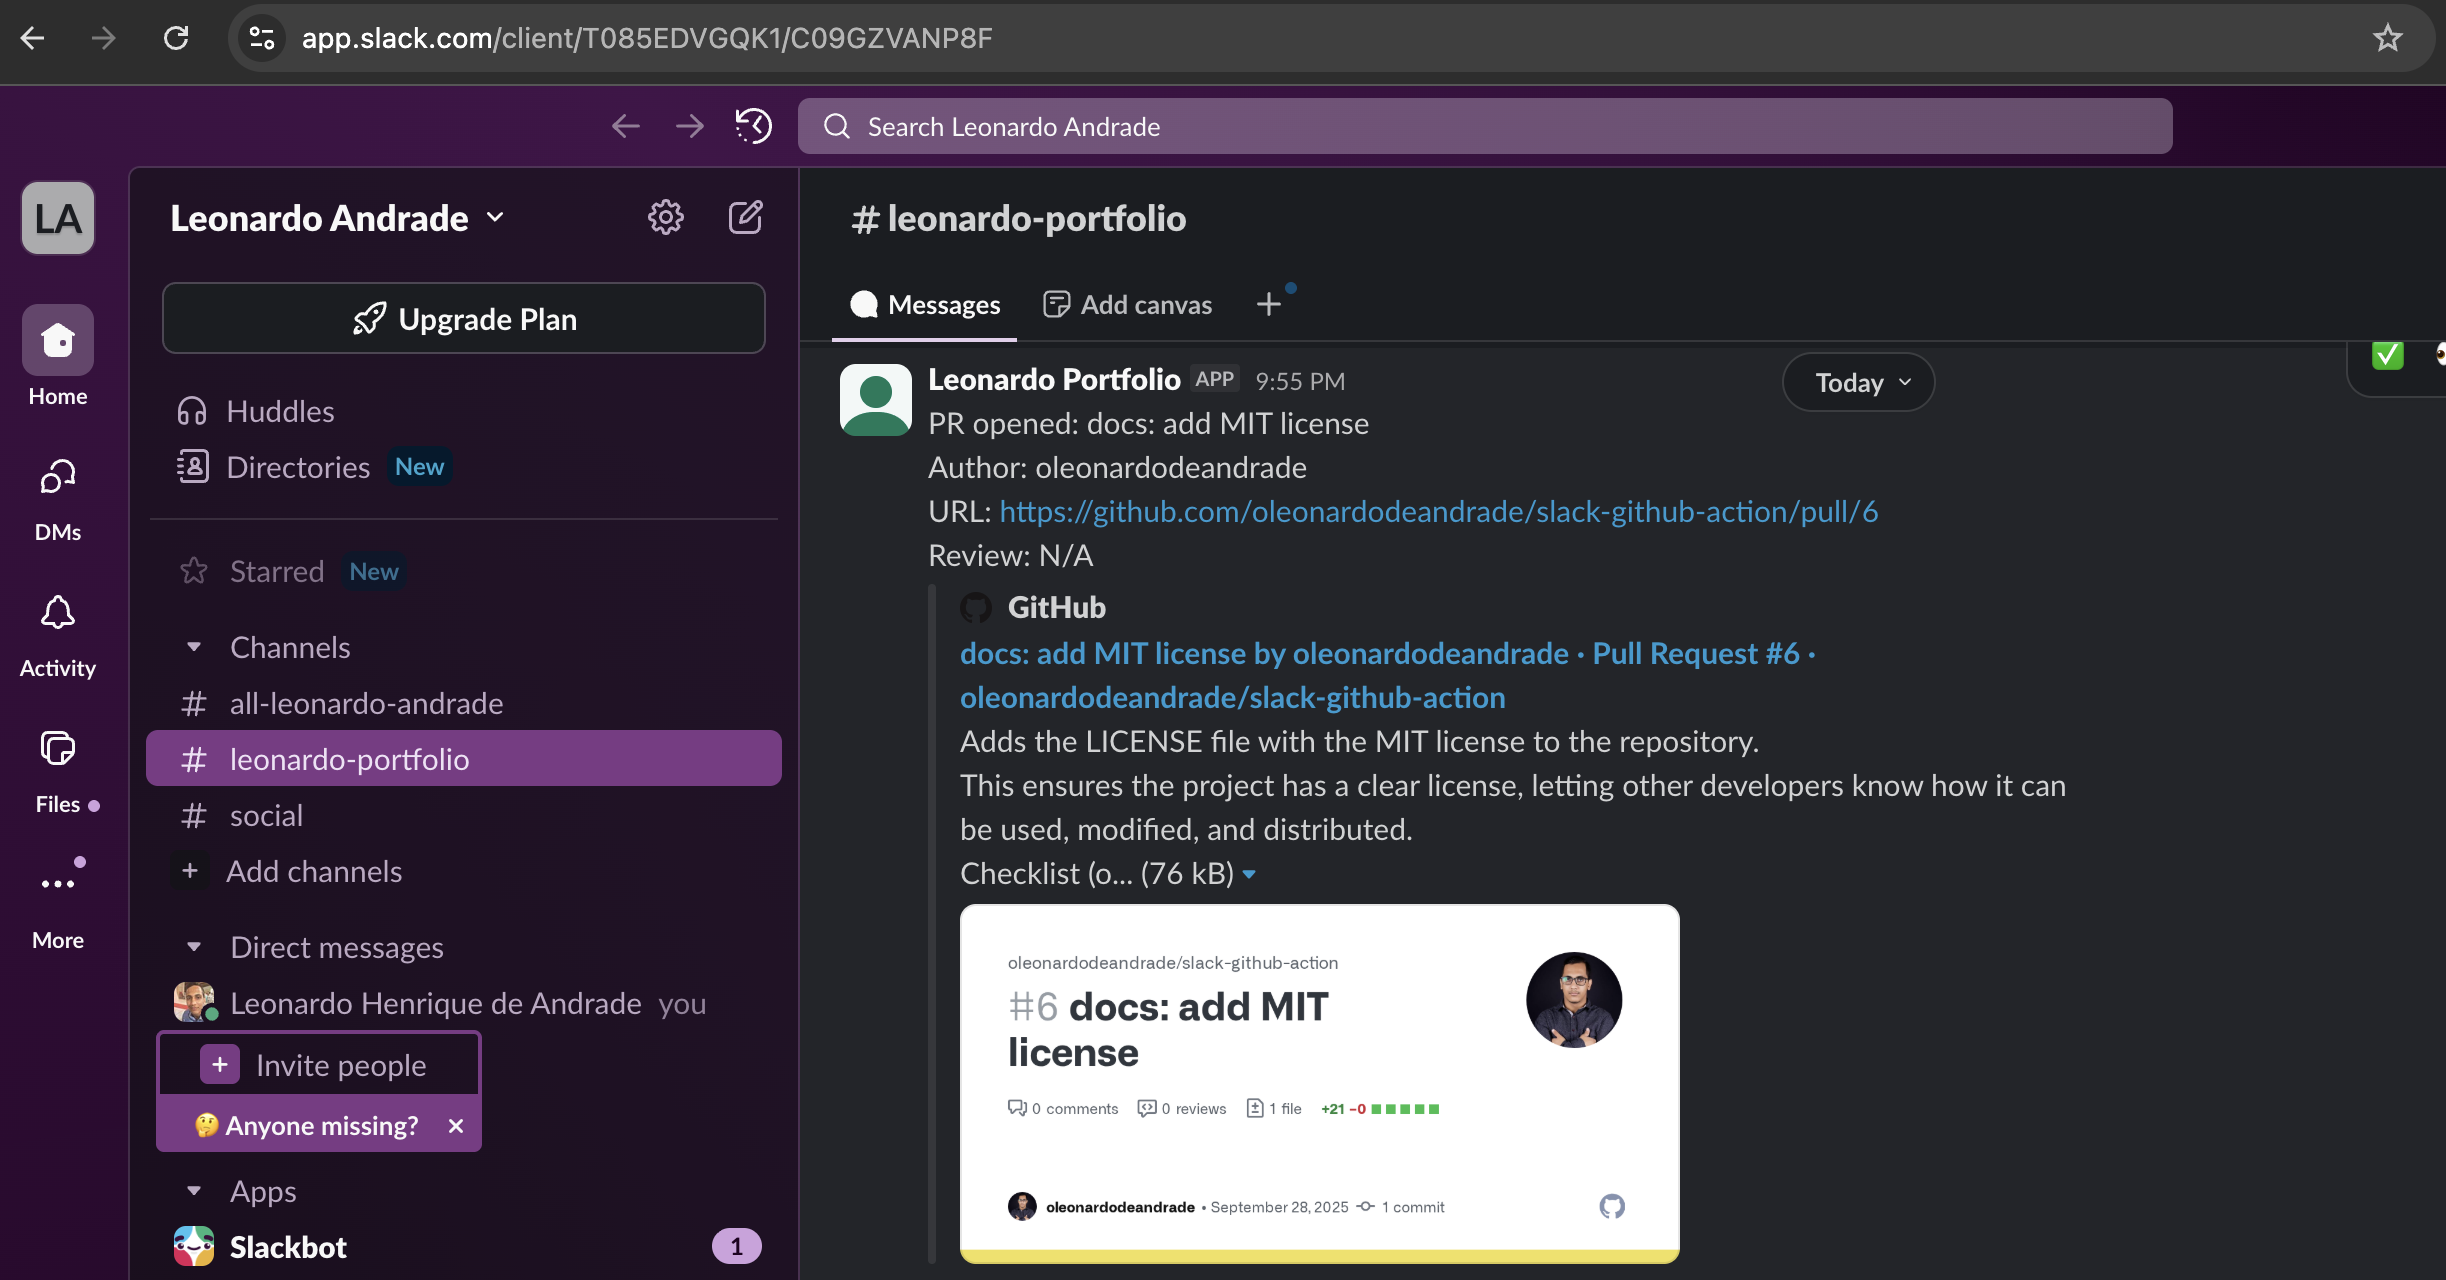 app.slack.com/client/T085EDVGQK1/C09GZVANP8F
Search Leonardo Andrade
LA
Home
DMs
Activity
Files
More
Leonardo Andrade
Upgrade Plan
Huddles
Directories New
Starred New
Channels
# all-leonardo-andrade
# leonardo-portfolio
# social
+ Add channels
Direct messages
Leonardo Henrique de Andrade you
+ Invite people
🤔 Anyone missing? ×
Apps
Slackbot 1
# leonardo-portfolio
Messages Add canvas +
Today
Leonardo Portfolio APP 9:55 PM
PR opened: docs: add MIT license
Author: oleonardodeandrade
URL: https://github.com/oleonardodeandrade/slack-github-action/pull/6
Review: N/A
GitHub
docs: add MIT license by oleonardodeandrade · Pull Request #6 ·
oleonardodeandrade/slack-github-action
Adds the LICENSE file with the MIT license to the repository.
This ensures the project has a clear license, letting other developers know how it can
be used, modified, and distributed.
Checklist (o... (76 kB)
oleonardodeandrade/slack-github-action
#6 docs: add MIT
license
0 comments 0 reviews 1 file +21 −0
oleonardodeandrade • September 28, 2025 1 commit